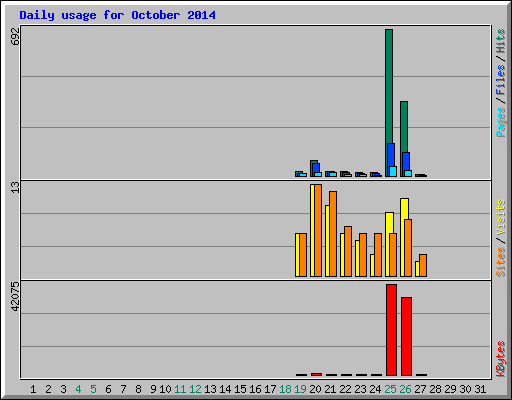 Daily usage for October 2014
692
Pages / Files / Hits
13
Sites / Visits
42075
KBytes
1 2 3 4 5 6 7 8 9 10 11 12 13 14 15 16 17 18 19 20 21 22 23 24 25 26 27 28 29 30 31